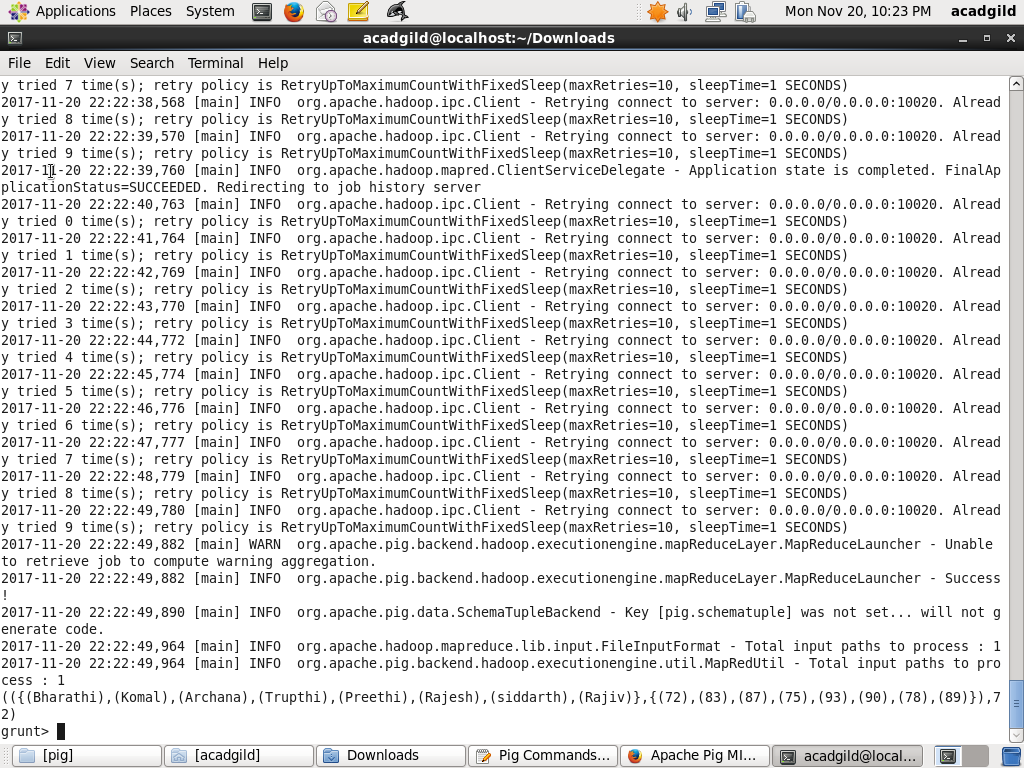 Applications Places System Mon Nov 20, 10:23 PM acadgild
acadgild@localhost:~/Downloads
File Edit View Search Terminal Help
y tried 7 time(s); retry policy is RetryUpToMaximumCountWithFixedSleep(maxRetries=10, sleepTime=1 SECONDS)
2017-11-20 22:22:38,568 [main] INFO  org.apache.hadoop.ipc.Client - Retrying connect to server: 0.0.0.0/0.0.0.0:10020. Alread
y tried 8 time(s); retry policy is RetryUpToMaximumCountWithFixedSleep(maxRetries=10, sleepTime=1 SECONDS)
2017-11-20 22:22:39,570 [main] INFO  org.apache.hadoop.ipc.Client - Retrying connect to server: 0.0.0.0/0.0.0.0:10020. Alread
y tried 9 time(s); retry policy is RetryUpToMaximumCountWithFixedSleep(maxRetries=10, sleepTime=1 SECONDS)
2017-11-20 22:22:39,760 [main] INFO  org.apache.hadoop.mapred.ClientServiceDelegate - Application state is completed. FinalAp
plicationStatus=SUCCEEDED. Redirecting to job history server
2017-11-20 22:22:40,763 [main] INFO  org.apache.hadoop.ipc.Client - Retrying connect to server: 0.0.0.0/0.0.0.0:10020. Alread
y tried 0 time(s); retry policy is RetryUpToMaximumCountWithFixedSleep(maxRetries=10, sleepTime=1 SECONDS)
2017-11-20 22:22:41,764 [main] INFO  org.apache.hadoop.ipc.Client - Retrying connect to server: 0.0.0.0/0.0.0.0:10020. Alread
y tried 1 time(s); retry policy is RetryUpToMaximumCountWithFixedSleep(maxRetries=10, sleepTime=1 SECONDS)
2017-11-20 22:22:42,769 [main] INFO  org.apache.hadoop.ipc.Client - Retrying connect to server: 0.0.0.0/0.0.0.0:10020. Alread
y tried 2 time(s); retry policy is RetryUpToMaximumCountWithFixedSleep(maxRetries=10, sleepTime=1 SECONDS)
2017-11-20 22:22:43,770 [main] INFO  org.apache.hadoop.ipc.Client - Retrying connect to server: 0.0.0.0/0.0.0.0:10020. Alread
y tried 3 time(s); retry policy is RetryUpToMaximumCountWithFixedSleep(maxRetries=10, sleepTime=1 SECONDS)
2017-11-20 22:22:44,772 [main] INFO  org.apache.hadoop.ipc.Client - Retrying connect to server: 0.0.0.0/0.0.0.0:10020. Alread
y tried 4 time(s); retry policy is RetryUpToMaximumCountWithFixedSleep(maxRetries=10, sleepTime=1 SECONDS)
2017-11-20 22:22:45,774 [main] INFO  org.apache.hadoop.ipc.Client - Retrying connect to server: 0.0.0.0/0.0.0.0:10020. Alread
y tried 5 time(s); retry policy is RetryUpToMaximumCountWithFixedSleep(maxRetries=10, sleepTime=1 SECONDS)
2017-11-20 22:22:46,776 [main] INFO  org.apache.hadoop.ipc.Client - Retrying connect to server: 0.0.0.0/0.0.0.0:10020. Alread
y tried 6 time(s); retry policy is RetryUpToMaximumCountWithFixedSleep(maxRetries=10, sleepTime=1 SECONDS)
2017-11-20 22:22:47,777 [main] INFO  org.apache.hadoop.ipc.Client - Retrying connect to server: 0.0.0.0/0.0.0.0:10020. Alread
y tried 7 time(s); retry policy is RetryUpToMaximumCountWithFixedSleep(maxRetries=10, sleepTime=1 SECONDS)
2017-11-20 22:22:48,779 [main] INFO  org.apache.hadoop.ipc.Client - Retrying connect to server: 0.0.0.0/0.0.0.0:10020. Alread
y tried 8 time(s); retry policy is RetryUpToMaximumCountWithFixedSleep(maxRetries=10, sleepTime=1 SECONDS)
2017-11-20 22:22:49,780 [main] INFO  org.apache.hadoop.ipc.Client - Retrying connect to server: 0.0.0.0/0.0.0.0:10020. Alread
y tried 9 time(s); retry policy is RetryUpToMaximumCountWithFixedSleep(maxRetries=10, sleepTime=1 SECONDS)
2017-11-20 22:22:49,882 [main] WARN  org.apache.pig.backend.hadoop.executionengine.mapReduceLayer.MapReduceLauncher - Unable
to retrieve job to compute warning aggregation.
2017-11-20 22:22:49,882 [main] INFO  org.apache.pig.backend.hadoop.executionengine.mapReduceLayer.MapReduceLauncher - Success
!
2017-11-20 22:22:49,890 [main] INFO  org.apache.pig.data.SchemaTupleBackend - Key [pig.schematuple] was not set... will not g
enerate code.
2017-11-20 22:22:49,964 [main] INFO  org.apache.hadoop.mapreduce.lib.input.FileInputFormat - Total input paths to process : 1
2017-11-20 22:22:49,964 [main] INFO  org.apache.pig.backend.hadoop.executionengine.util.MapRedUtil - Total input paths to pro
cess : 1
(({(Bharathi),(Komal),(Archana),(Trupthi),(Preethi),(Rajesh),(siddarth),(Rajiv)},{(72),(83),(87),(75),(93),(90),(78),(89)}),7
2)
grunt>
[pig] [acadgild] Downloads Pig Commands... Apache Pig MI... acadgild@local...